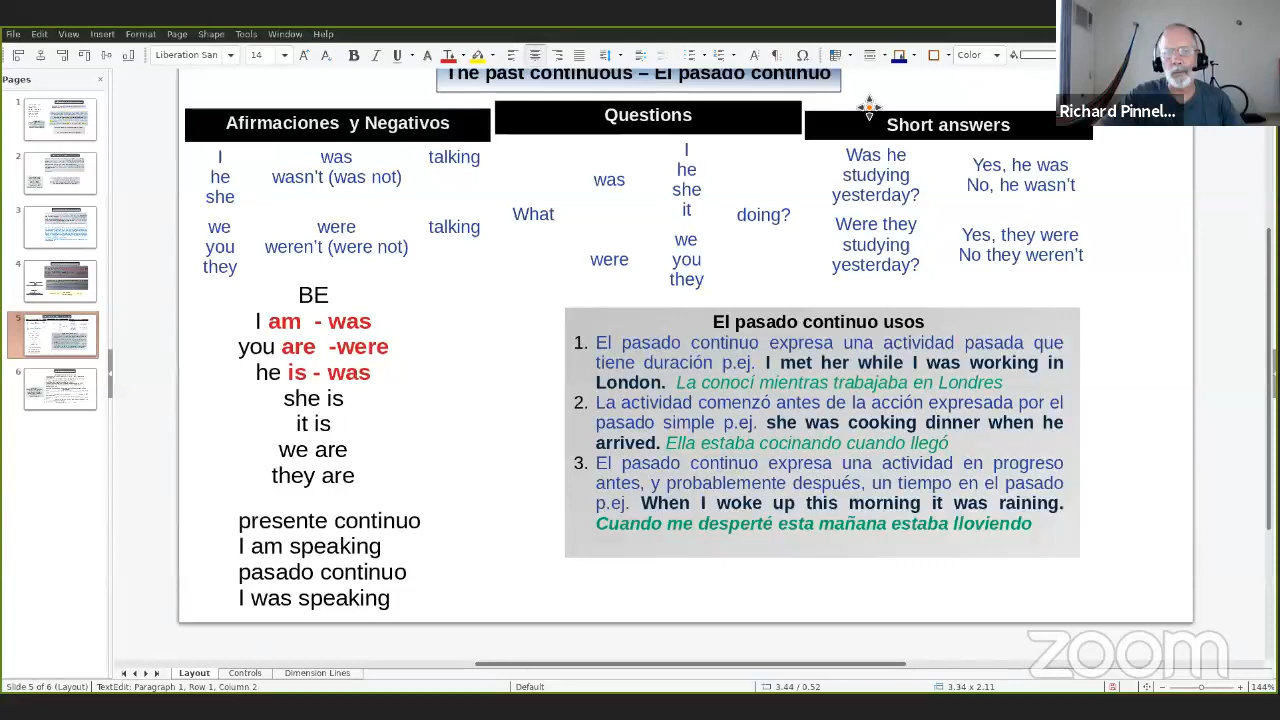 File Edit View Insert Format Page Shape Tools Window Help
Liberation San 14 Color
Richard Pinnel...
Pages
1
2
3
4
5
6
The past continuous – El pasado continuo
Afirmaciones y Negativos
Questions
Short answers
I was talking
he wasn't (was not)
she
we were talking
you weren't (were not)
they
What
was
I
he
she
it
were
we
you
they
doing?
Was he
studying
yesterday?
Yes, he was
No, he wasn't
Were they
studying
yesterday?
Yes, they were
No they weren't
BE
I am - was
you are -were
he is - was
she is
it is
we are
they are
presente continuo
I am speaking
pasado continuo
I was speaking
El pasado continuo usos
1. El pasado continuo expresa una actividad pasada que
tiene duración p.ej. I met her while I was working in
London. La conocí mientras trabajaba en Londres
2. La actividad comenzó antes de la acción expresada por el
pasado simple p.ej. she was cooking dinner when he
arrived. Ella estaba cocinando cuando llegó
3. El pasado continuo expresa una actividad en progreso
antes, y probablemente después, un tiempo en el pasado
p.ej. When I woke up this morning it was raining.
Cuando me desperté esta mañana estaba lloviendo
zoom
Layout Controls Dimension Lines
Slide 5 of 6 (Layout) TextEdit: Paragraph 1, Row 1, Column 2 Default 3.44 / 0.52 3.34 x 2.11 144%